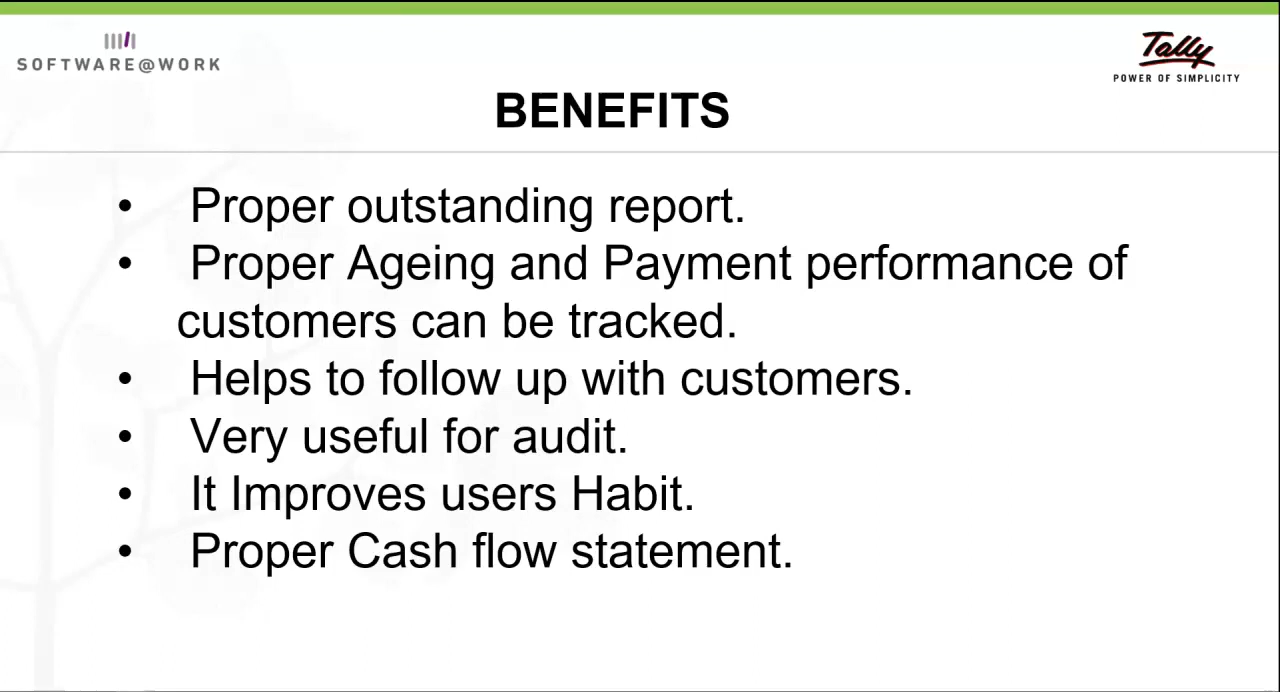 SOFTWARE@WORK
Tally
POWER OF SIMPLICITY
BENEFITS
• Proper outstanding report.
• Proper Ageing and Payment performance of
customers can be tracked.
• Helps to follow up with customers.
• Very useful for audit.
• It Improves users Habit.
• Proper Cash flow statement.